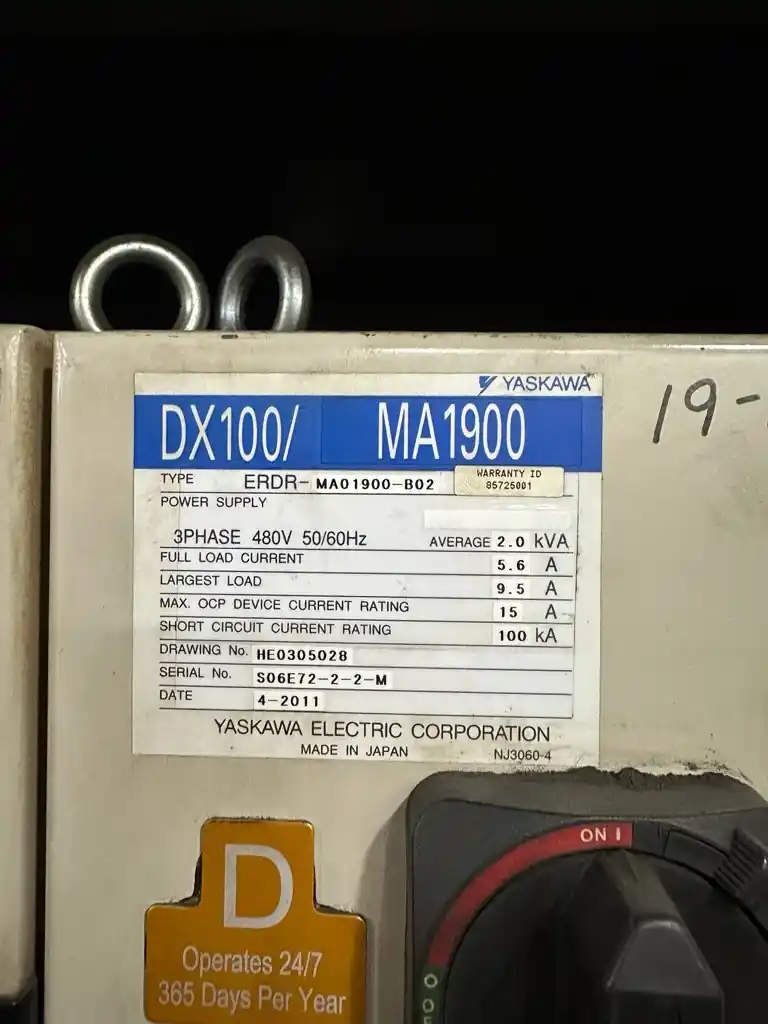 YASKAWA
DX100/ MA1900
TYPE ERDR-MA01900-B02
WARRANTY ID
85725001
POWER SUPPLY
3PHASE 480V 50/60Hz AVERAGE 2.0 kVA
FULL LOAD CURRENT 5.6 A
LARGEST LOAD 9.5 A
MAX. OCP DEVICE CURRENT RATING 15 A
SHORT CIRCUIT CURRENT RATING 100 kA
DRAWING No. HE0305028
SERIAL No. S06E72-2-2-M
DATE 4-2011
YASKAWA ELECTRIC CORPORATION
MADE IN JAPAN NJ3060-4
19-
ON I
D
Operates 24/7
365 Days Per Year
O